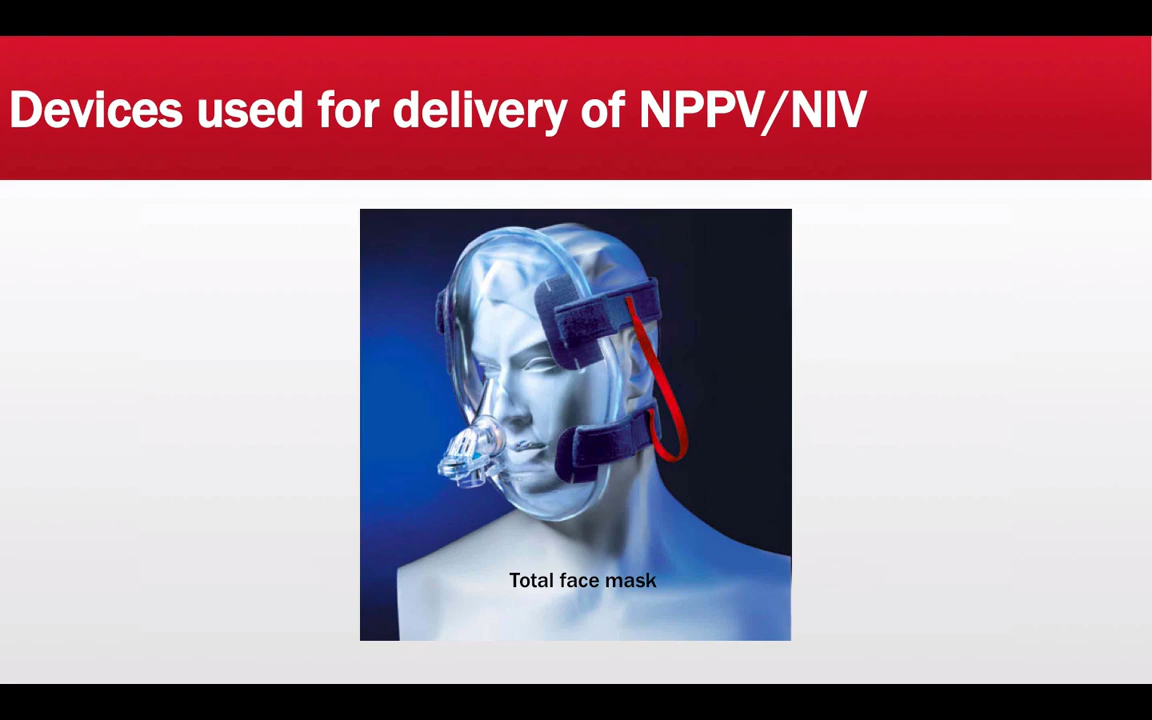 Devices used for delivery of NPPV/NIV
Total face mask